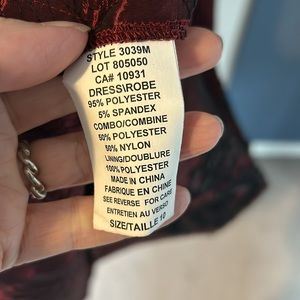 STYLE 3039M
LOT 805050
CA# 10931
DRESS\ROBE
95% POLYESTER
5% SPANDEX
COMBO/COMBINE
50% POLYESTER
50% NYLON
LINING/DOUBLURE
100% POLYESTER
MADE IN CHINA
FABRIQUE EN CHINE
SEE REVERSE FOR CARE
ENTRETIEN AU VERSO
SIZE/TAILLE 10